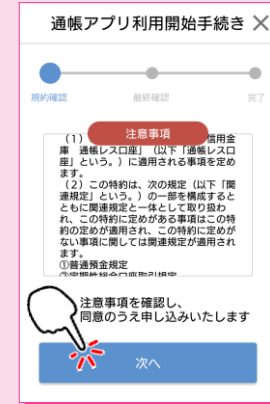 通帳アプリ利用開始手続き ×
規約確認
最終確認
完了
注意事項
(1)
信用金
庫 通帳レス口座」(以下「通帳レス口
座」という。)に適用される事項を定め
ます。
(2)この特約は、次の規定(以下「関
連規定」という。)の一部を構成すると
ともに関連規定と一体として取り扱わ
れ、この特約に定めがある事項はこの特
約の定めが適用され、この特約に定めが
ない事項に関しては関連規定が適用され
ます。
①普通預金規定
注意事項を確認し、
同意のうえ申し込みいたします
次へ